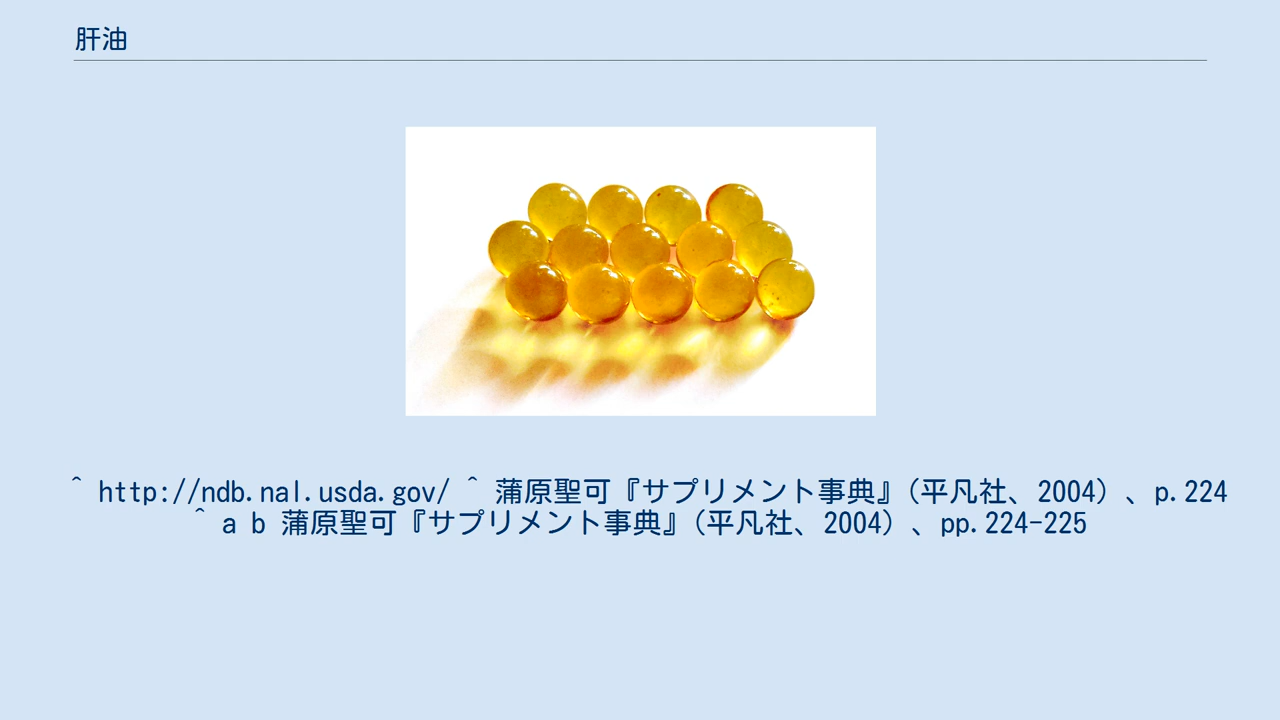 肝油
^ http://ndb.nal.usda.gov/ ^ 蒲原聖可『サプリメント事典』(平凡社、2004) 、p.224
^ a b 蒲原聖可『サプリメント事典』(平凡社、2004) 、pp.224-225